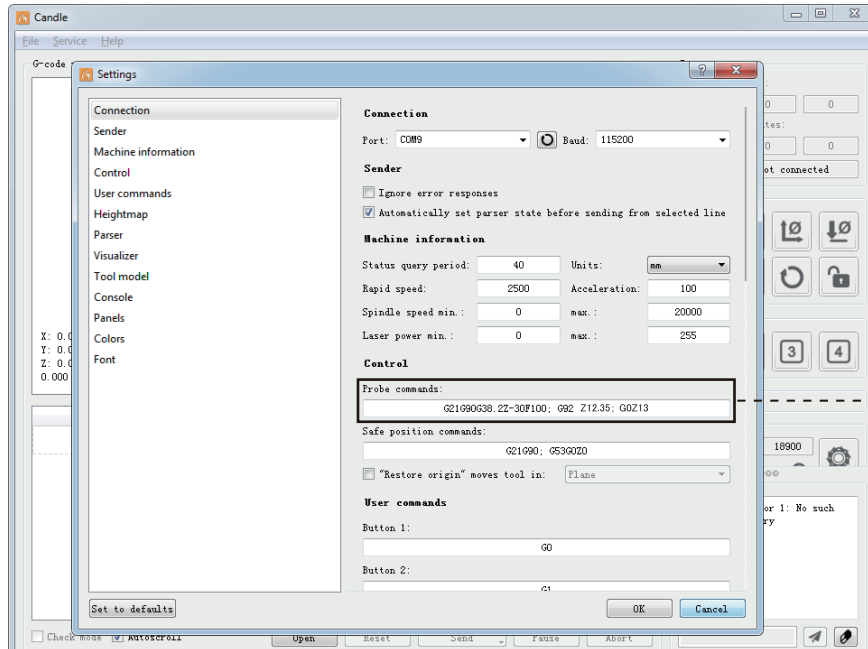 Candle
File Service Help
G-code
Settings
Connection
Sender
Machine information
Control
User commands
Heightmap
Parser
Visualizer
Tool model
Console
Panels
Colors
Font
Connection
Port: COM9 Baud: 115200
Sender
Ignore error responses
Automatically set parser state before sending from selected line
Machine information
Status query period: 40 Units: mm
Rapid speed: 2500 Acceleration: 100
Spindle speed min.: 0 max.: 20000
Laser power min.: 0 max.: 255
Control
Probe commands:
G21G90G38.2Z-30F100; G92 Z12.35; G0Z13
Safe position commands:
G21G90; G53G0Z0
"Restore origin" moves tool in: Plane
User commands
Button 1:
G0
Button 2:
G1
Set to defaults OK Cancel
0 0
tes:
0 0
ot connected
3 4
18900
or 1: No such
ry
X: 0.0
Y: 0.0
Z: 0.0
0.000
Check mode Autoscroll Open Reset Send Pause Abort